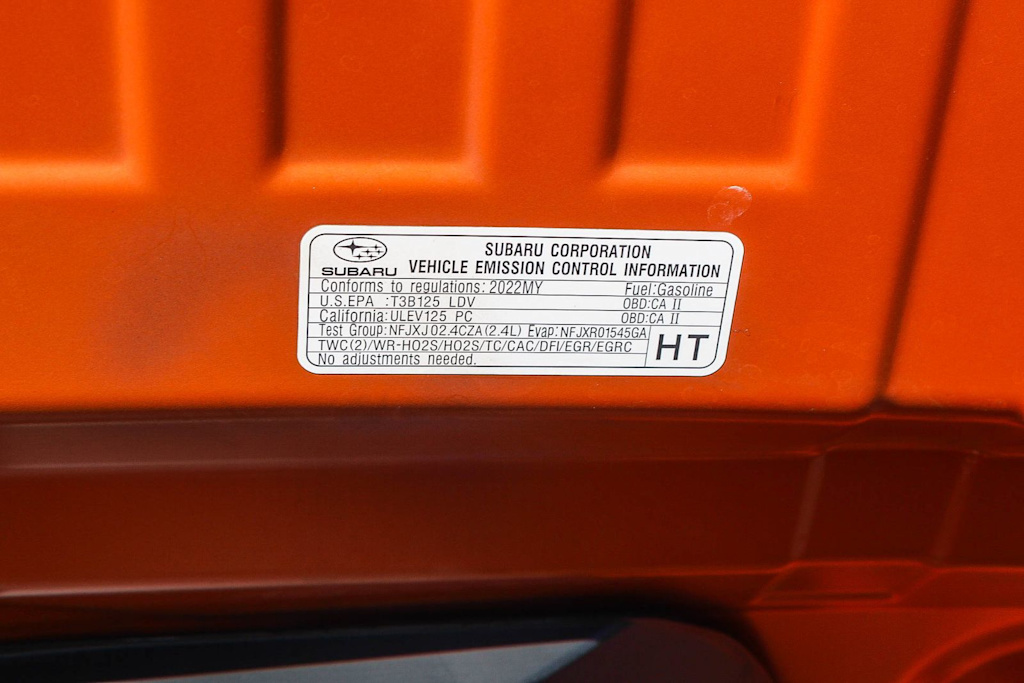 SUBARU
SUBARU CORPORATION
VEHICLE EMISSION CONTROL INFORMATION
Conforms to regulations: 2022MY Fuel:Gasoline
U.S.EPA :T3B125 LDV OBD:CA II
California:ULEV125 PC OBD:CA II
Test Group:NFJXJ02.4CZA(2.4L) Evap:NFJXR01545GA
TWC(2)/WR-HO2S/HO2S/TC/CAC/DFI/EGR/EGRC
No adjustments needed.
HT